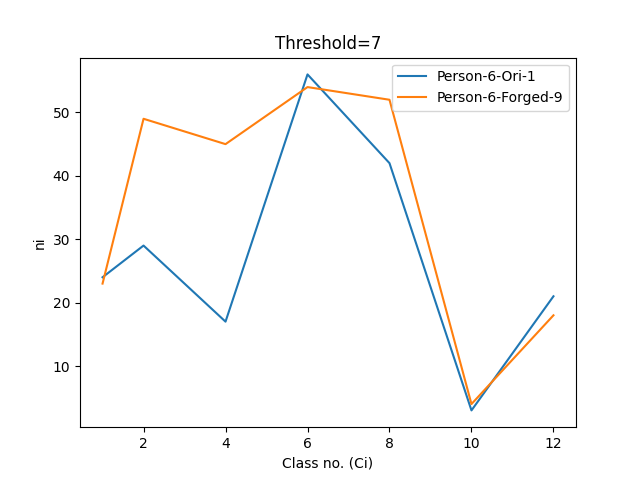 Threshold=7
Person-6-Ori-1
Person-6-Forged-9
ni
50
40
30
20
10
2 4 6 8 10 12
Class no. (Ci)